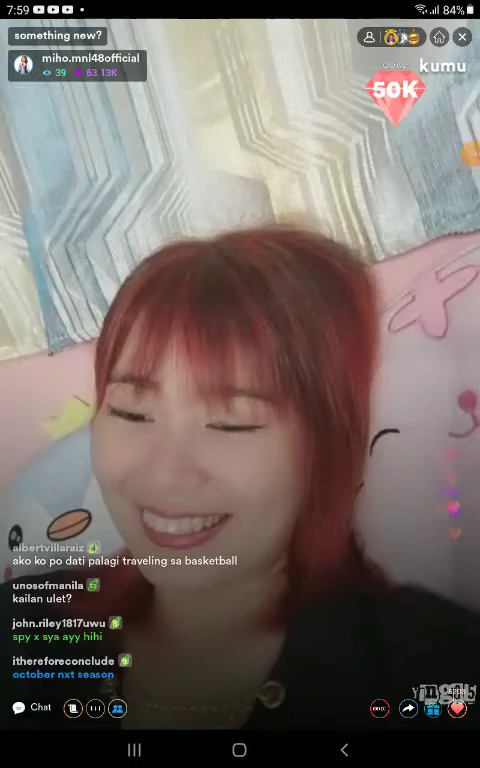 7:59
84%
something new?
miho.mnl48official
39 63.13K
GOAL
kumu
50K
albertvillaraiz
ako ko po dati palagi traveling sa basketball
unosofmanila
kailan ulet?
john.riley1817uwu
spy x sya ayy hihi
ithereforeconclude
october nxt season
Chat